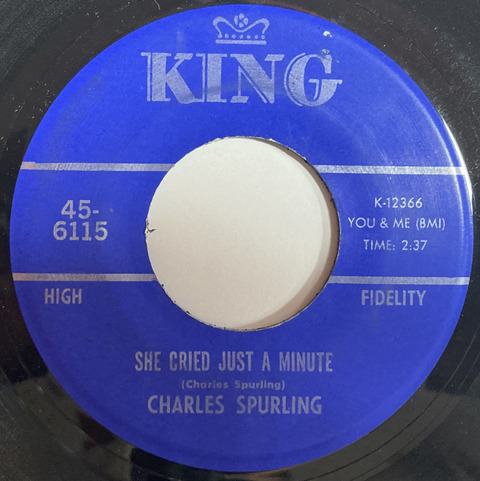 KING
45-
6115
K-12366
YOU & ME (BMI)
TIME: 2:37
HIGH
FIDELITY
SHE CRIED JUST A MINUTE
(Charles Spurling)
CHARLES SPURLING